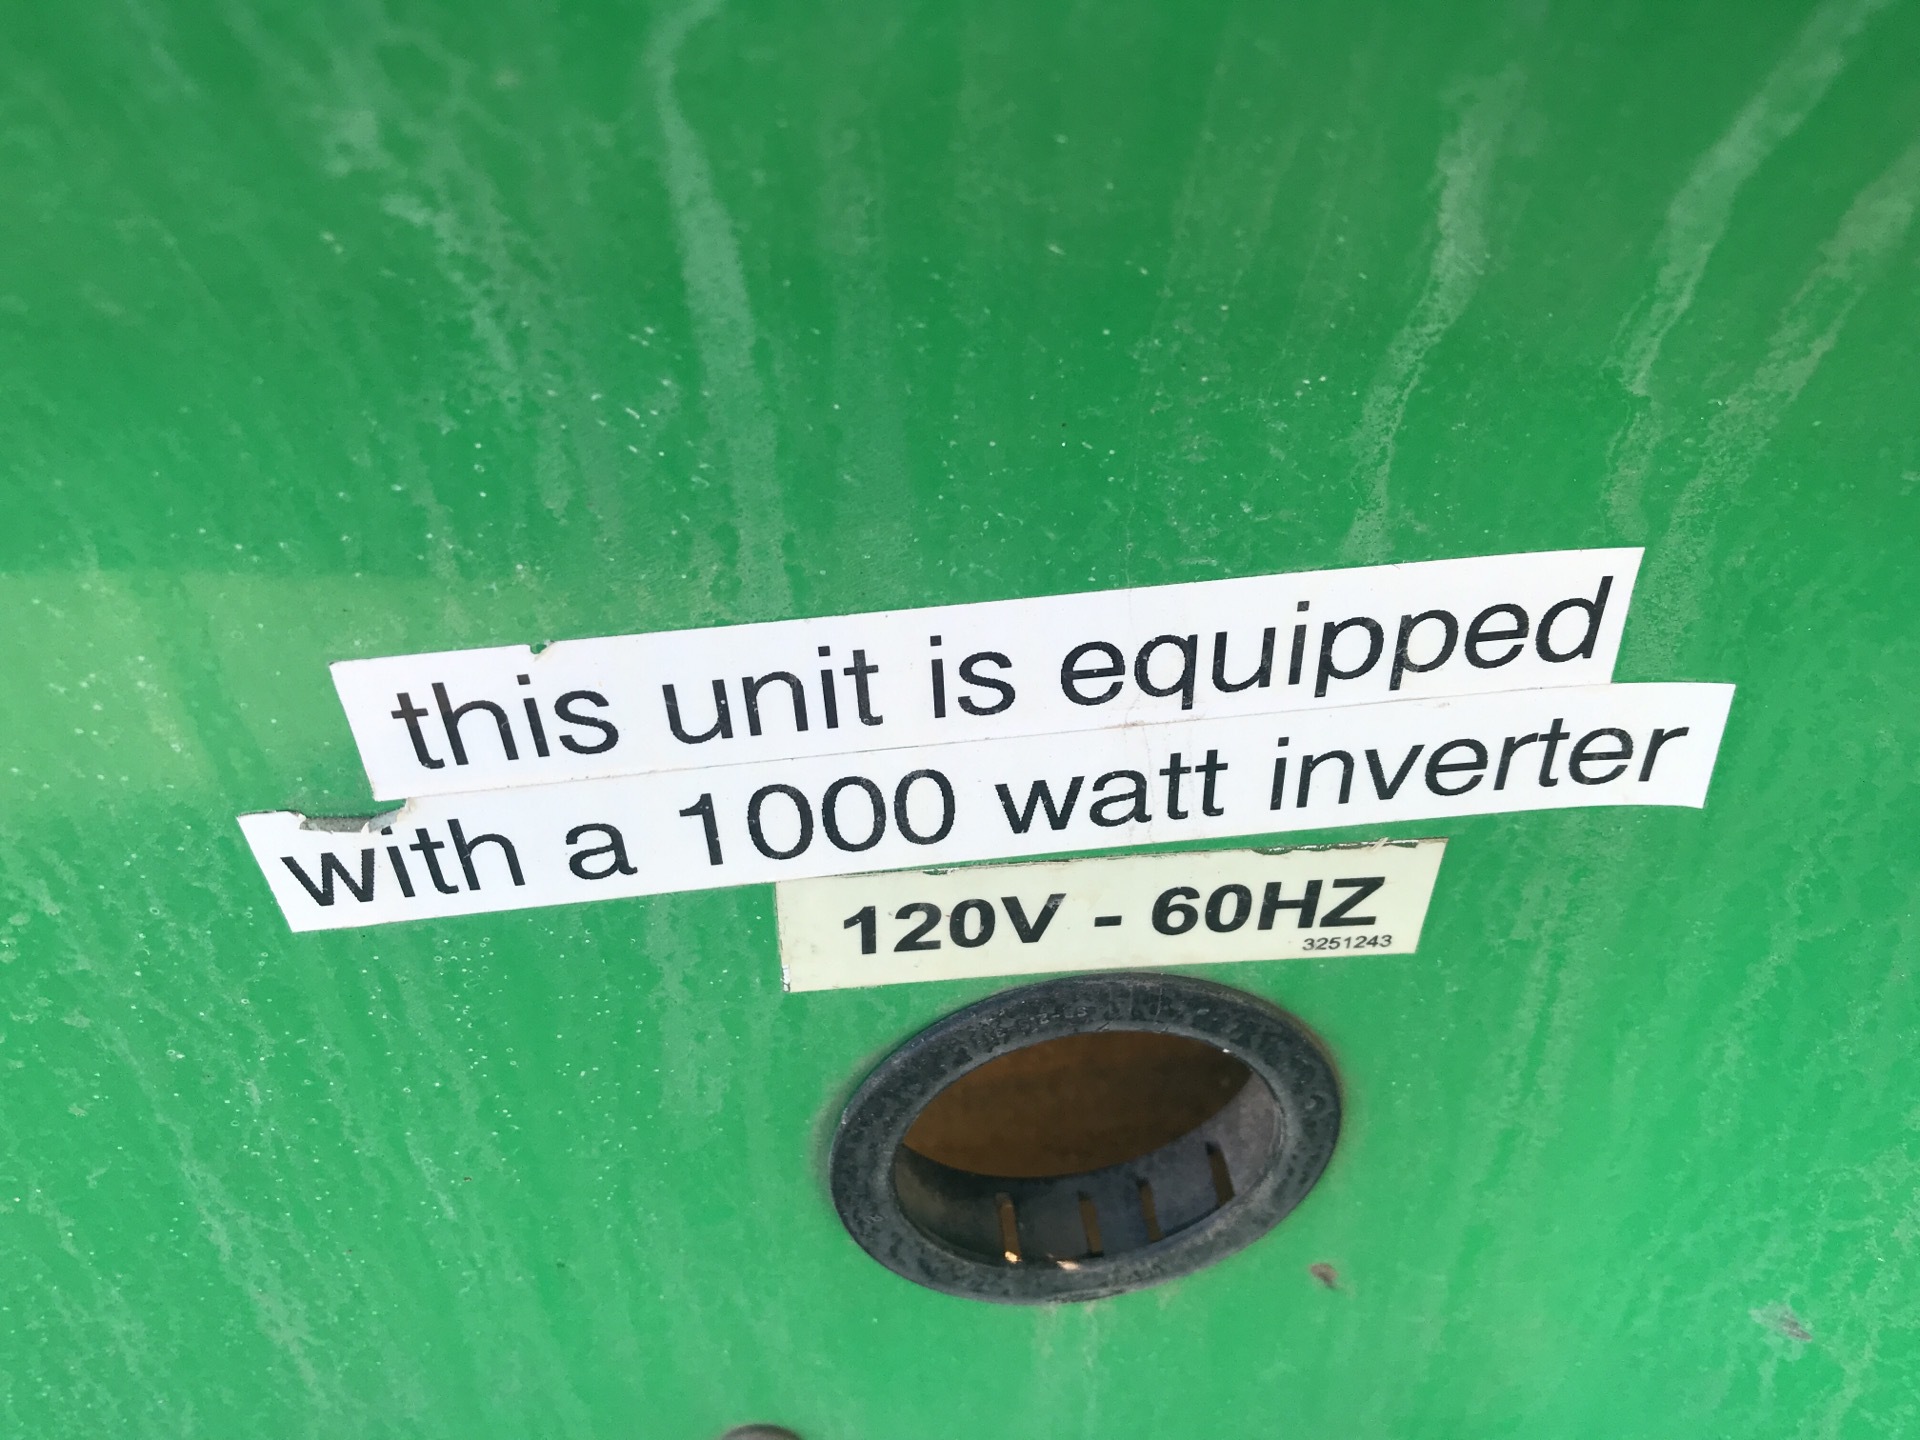 this unit is equipped
with a 1000 watt inverter
120V - 60HZ
3251243